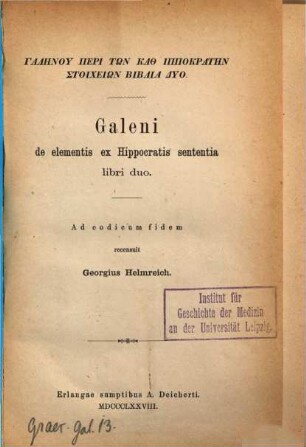 ΓΑΛΗΝΟΥ ΠΕΡΙ ΤΩΝ ΚΑΘ ΙΠΠΟΚΡΑΤΗΝ
ΣΤΟΙΧΕΙΩΝ ΒΙΒΛΙΑ ΔΥΟ.
Galeni
de elementis ex Hippocratis sententia
libri duo.
Ad codicum fidem
recensuit
Georgius Helmreich.
Institut für
Geschichte der Medizin
an der Universität Leipzig.
Erlangae sumptibus A. Deicherti.
MDCCCLXXVIII.
Graec. Gal 13.